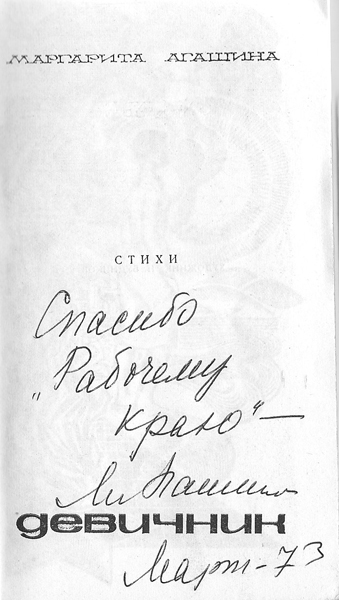 МАРГАРИТА АГАШИНА
СТИХИ
Спасибо
„Рабочему
краю" —
М. Агашина
ДЕВИЧНИК
Март - 73